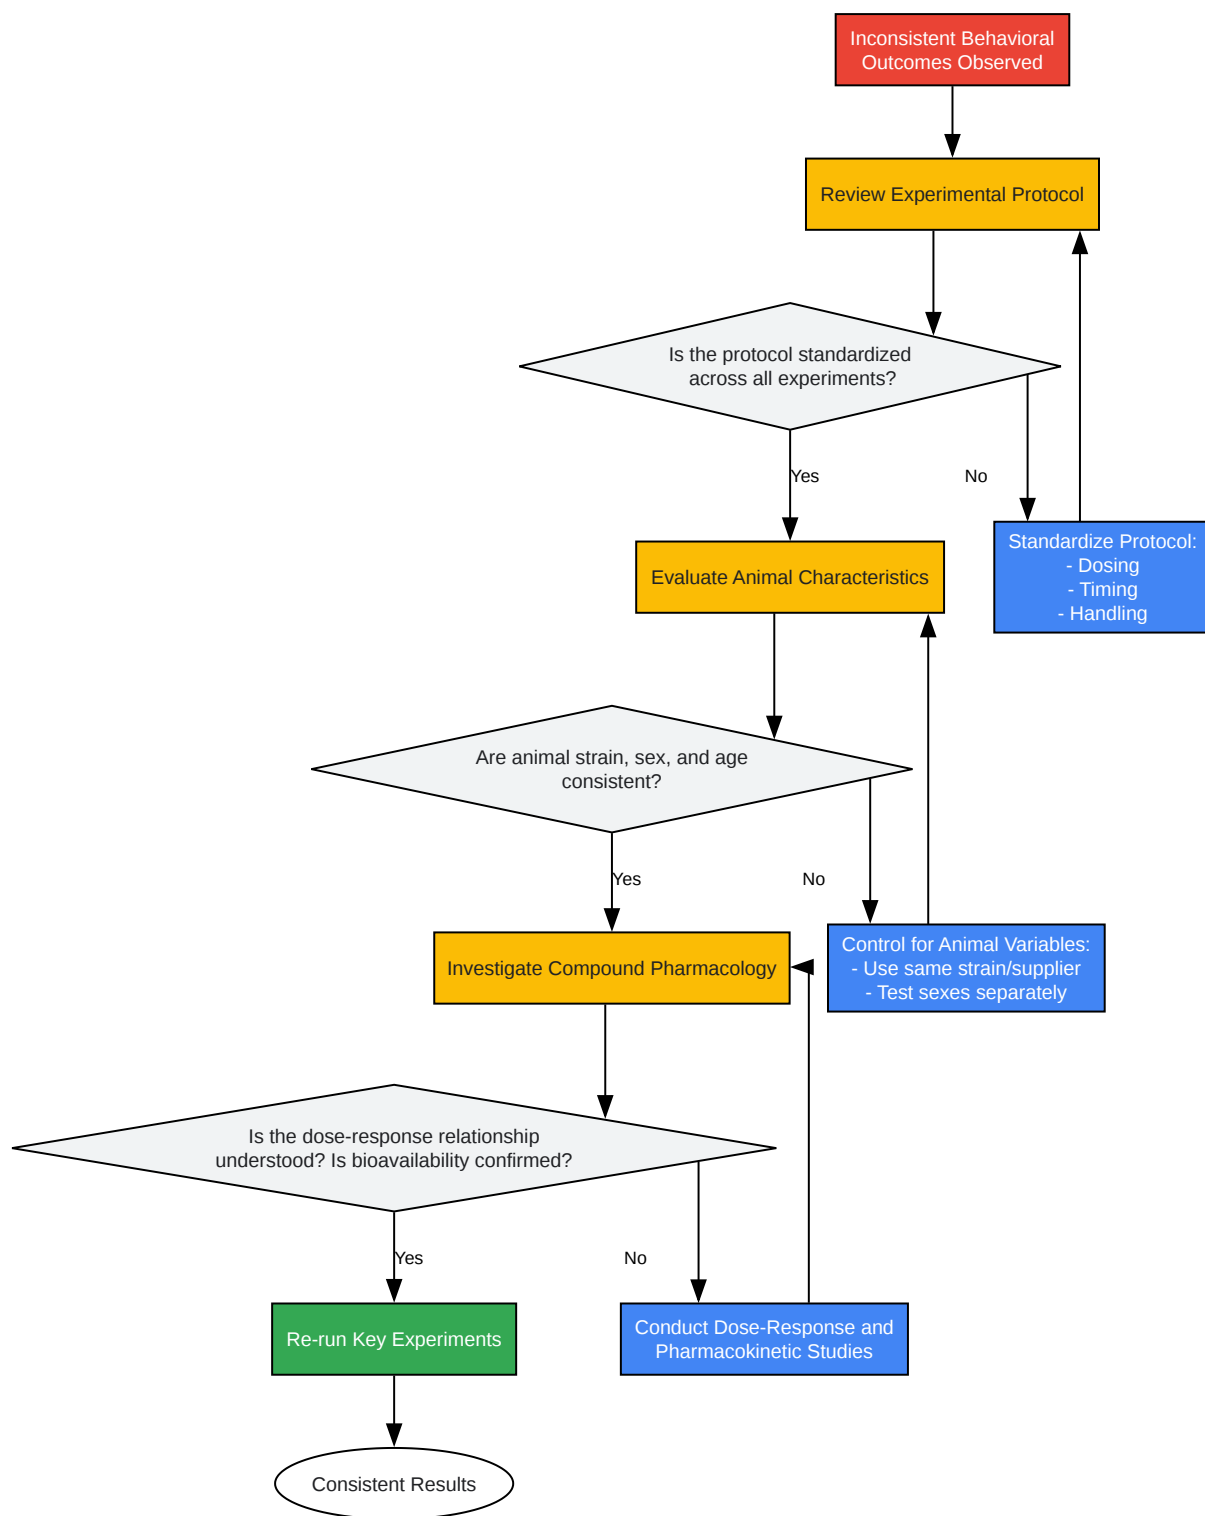 Inconsistent Behavioral
Outcomes Observed
Review Experimental Protocol
Is the protocol standardized
across all experiments?
Yes
No
Standardize Protocol:
- Dosing
- Timing
- Handling
Evaluate Animal Characteristics
Are animal strain, sex, and age
consistent?
Yes
No
Control for Animal Variables:
- Use same strain/supplier
- Test sexes separately
Investigate Compound Pharmacology
Is the dose-response relationship
understood? Is bioavailability confirmed?
Yes
No
Re-run Key Experiments
Conduct Dose-Response and
Pharmacokinetic Studies
Consistent Results